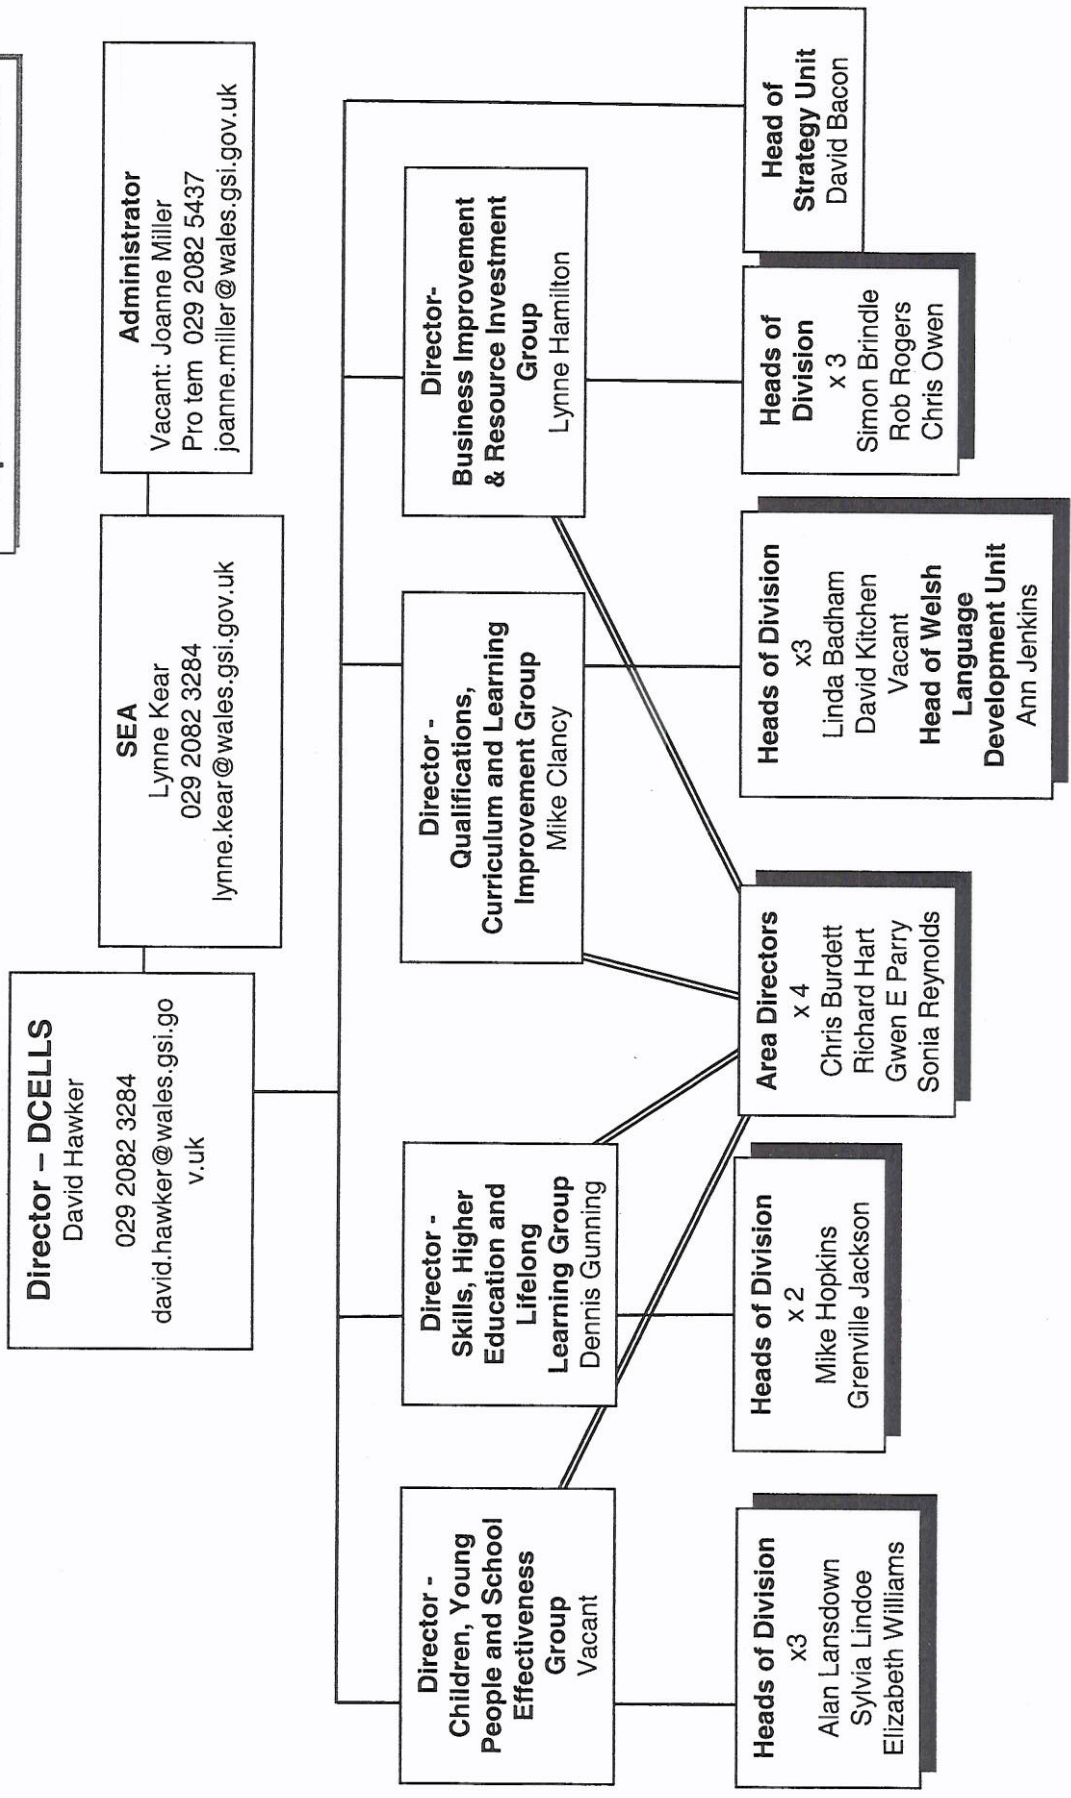 Director – DCELLS
David Hawker
029 2082 3284
david.hawker@wales.gsi.go
v.uk
SEA
Lynne Kear
029 2082 3284
lynne.kear@wales.gsi.gov.uk
Administrator
Vacant: Joanne Miller
Pro tem 029 2082 5437
joanne.miller@wales.gsi.gov.uk
Director -
Children, Young
People and School
Effectiveness
Group
Vacant
Director -
Skills, Higher
Education and
Lifelong
Learning Group
Dennis Gunning
Director -
Qualifications,
Curriculum and Learning
Improvement Group
Mike Clancy
Director-
Business Improvement
& Resource Investment
Group
Lynne Hamilton
Heads of Division
x3
Alan Lansdown
Sylvia Lindoe
Elizabeth Williams
Heads of Division
x 2
Mike Hopkins
Grenville Jackson
Area Directors
x 4
Chris Burdett
Richard Hart
Gwen E Parry
Sonia Reynolds
Heads of Division
x3
Linda Badham
David Kitchen
Vacant
Head of Welsh
Language
Development Unit
Ann Jenkins
Heads of
Division
x 3
Simon Brindle
Rob Rogers
Chris Owen
Head of
Strategy Unit
David Bacon